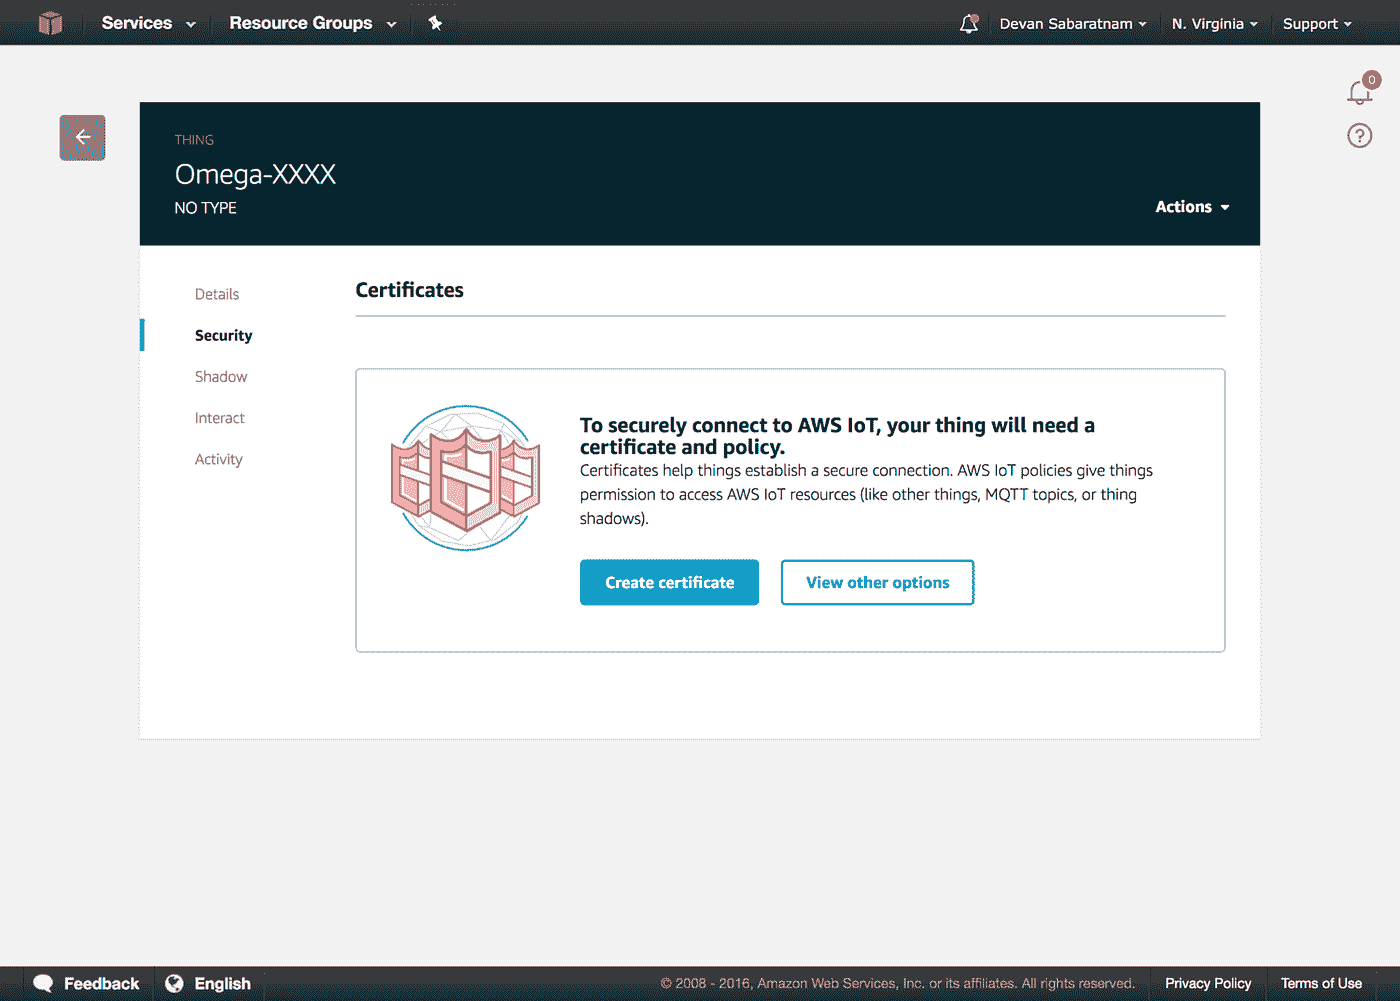 Services Resource Groups Devan Sabaratnam N. Virginia Support
0
THING
Omega-XXXX
NO TYPE
Actions
Details
Security
Shadow
Interact
Activity
Certificates
To securely connect to AWS IoT, your thing will need a
certificate and policy.
Certificates help things establish a secure connection. AWS IoT policies give things
permission to access AWS IoT resources (like other things, MQTT topics, or thing
shadows).
Create certificate View other options
Feedback English © 2008 - 2016, Amazon Web Services, Inc. or its affiliates. All rights reserved. Privacy Policy Terms of Use